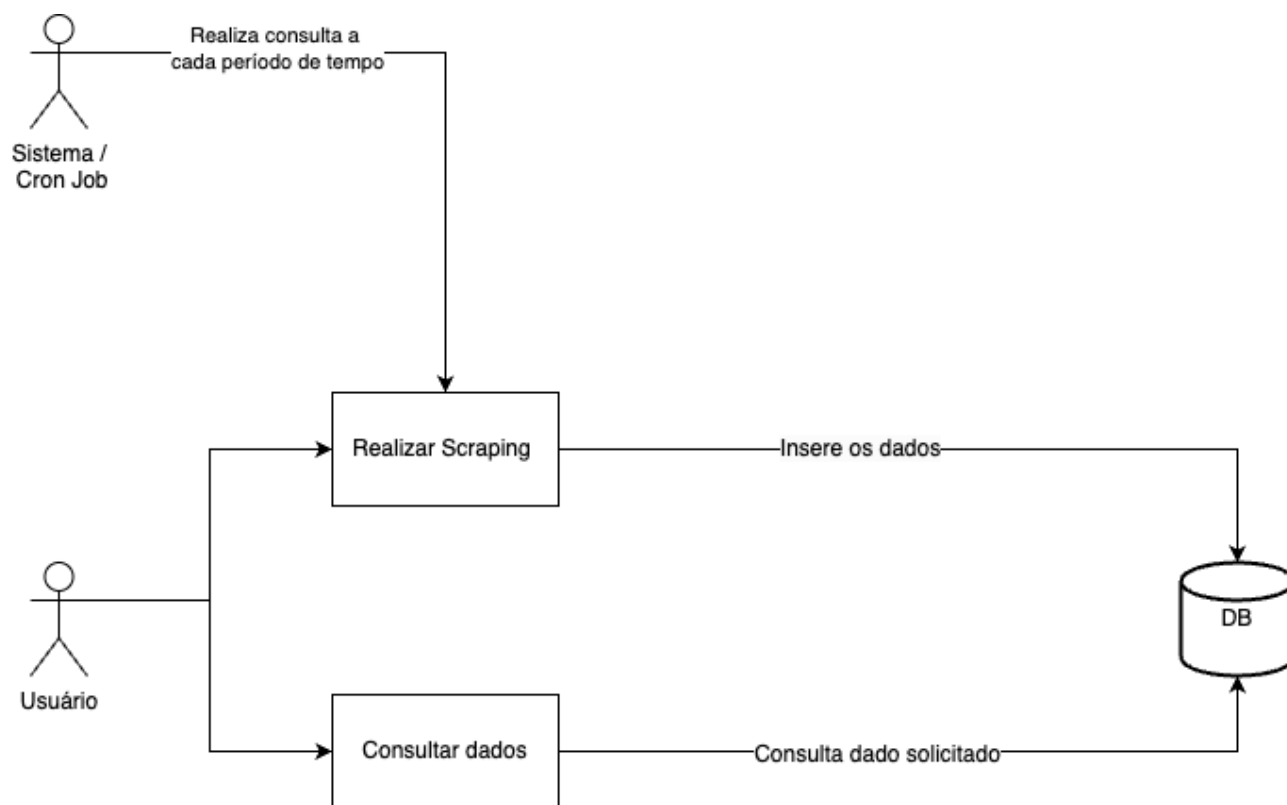 Realiza consulta a
cada período de tempo
Sistema /
Cron Job
Realizar Scraping
Insere os dados
DB
Usuário
Consultar dados
Consulta dado solicitado